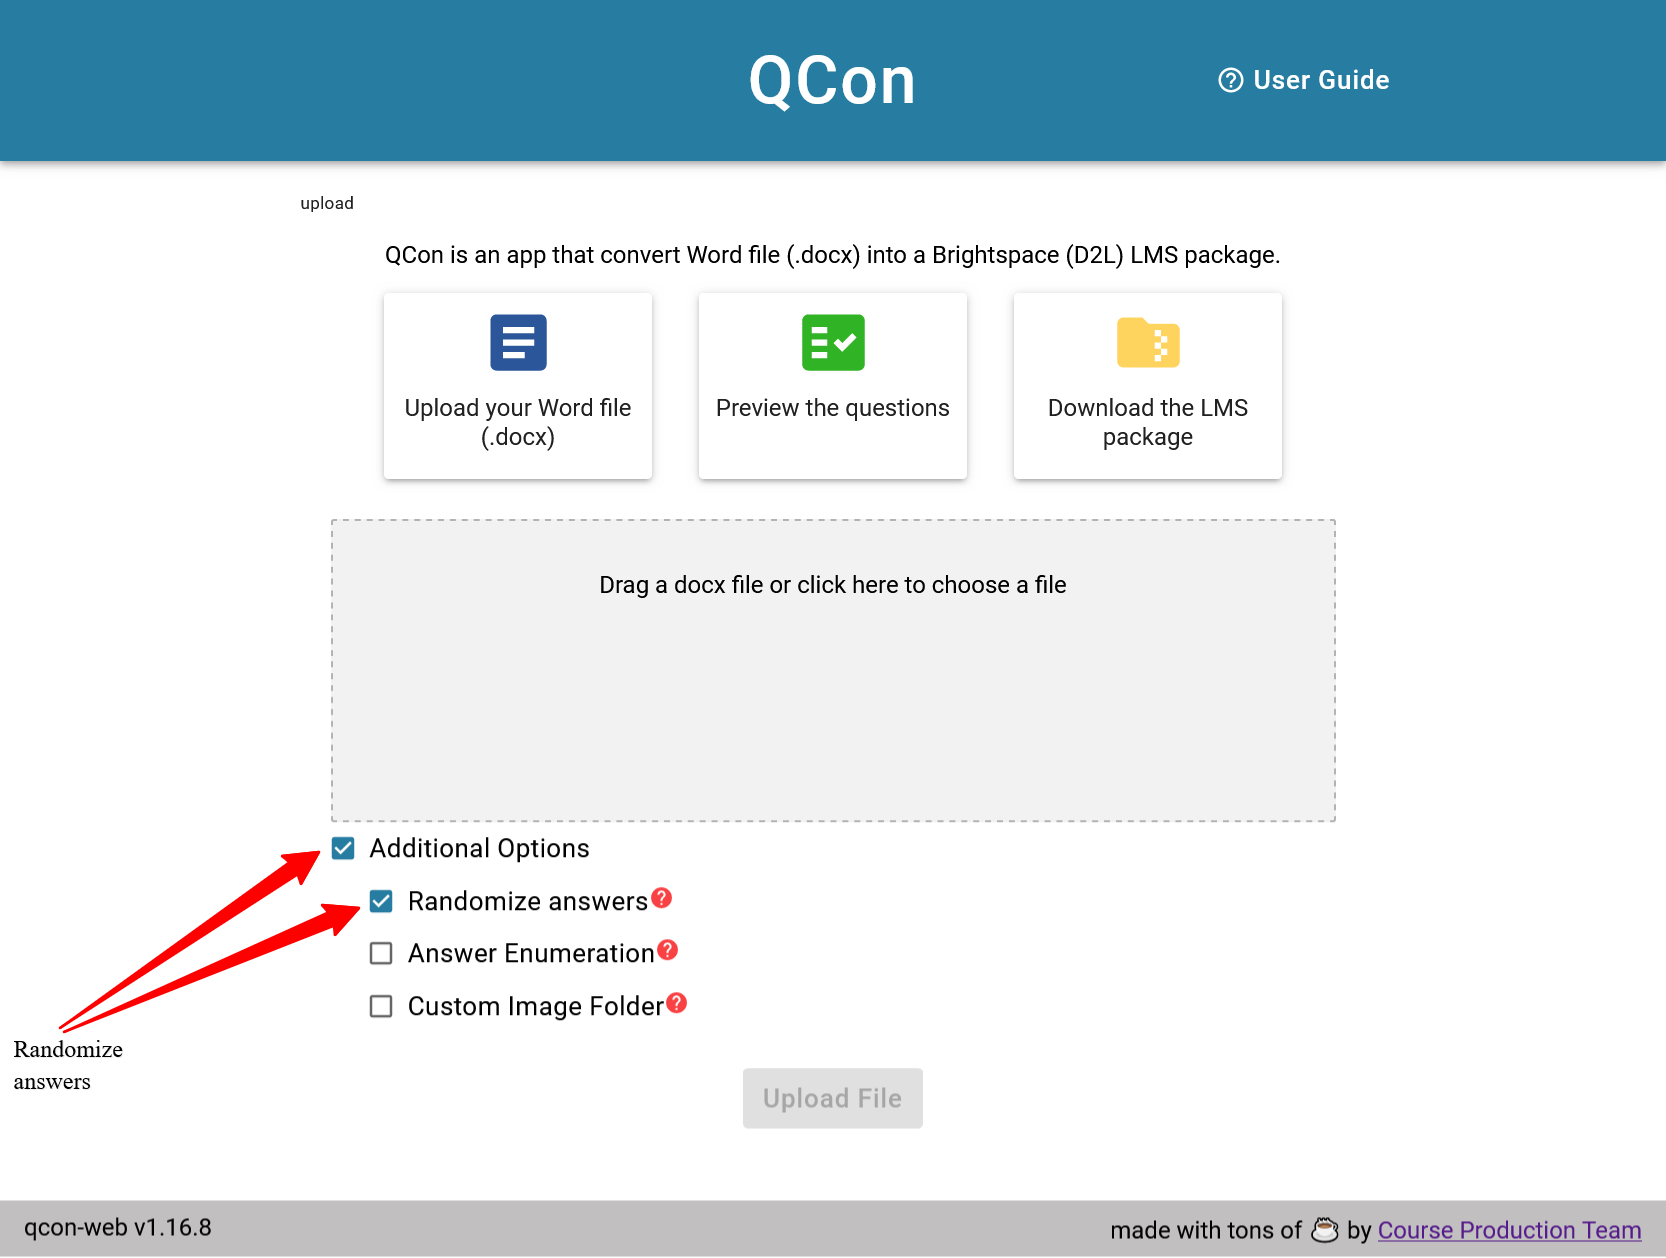 QCon
User Guide
upload
QCon is an app that convert Word file (.docx) into a Brightspace (D2L) LMS package.
Upload your Word file
(.docx)
Preview the questions
Download the LMS
package
Drag a docx file or click here to choose a file
Additional Options
Randomize answers
Answer Enumeration
Custom Image Folder
Randomize
answers
Upload File
qcon-web v1.16.8
made with tons of ☕ by Course Production Team